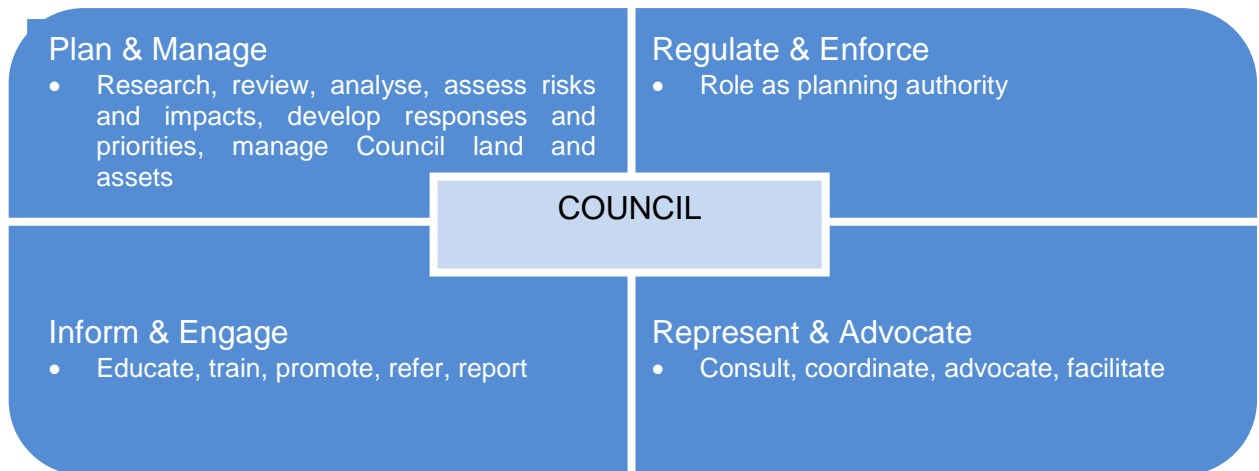 Plan & Manage
• Research, review, analyse, assess risks
and impacts, develop responses and
priorities, manage Council land and
assets
Regulate & Enforce
• Role as planning authority
COUNCIL
Inform & Engage
• Educate, train, promote, refer, report
Represent & Advocate
• Consult, coordinate, advocate, facilitate